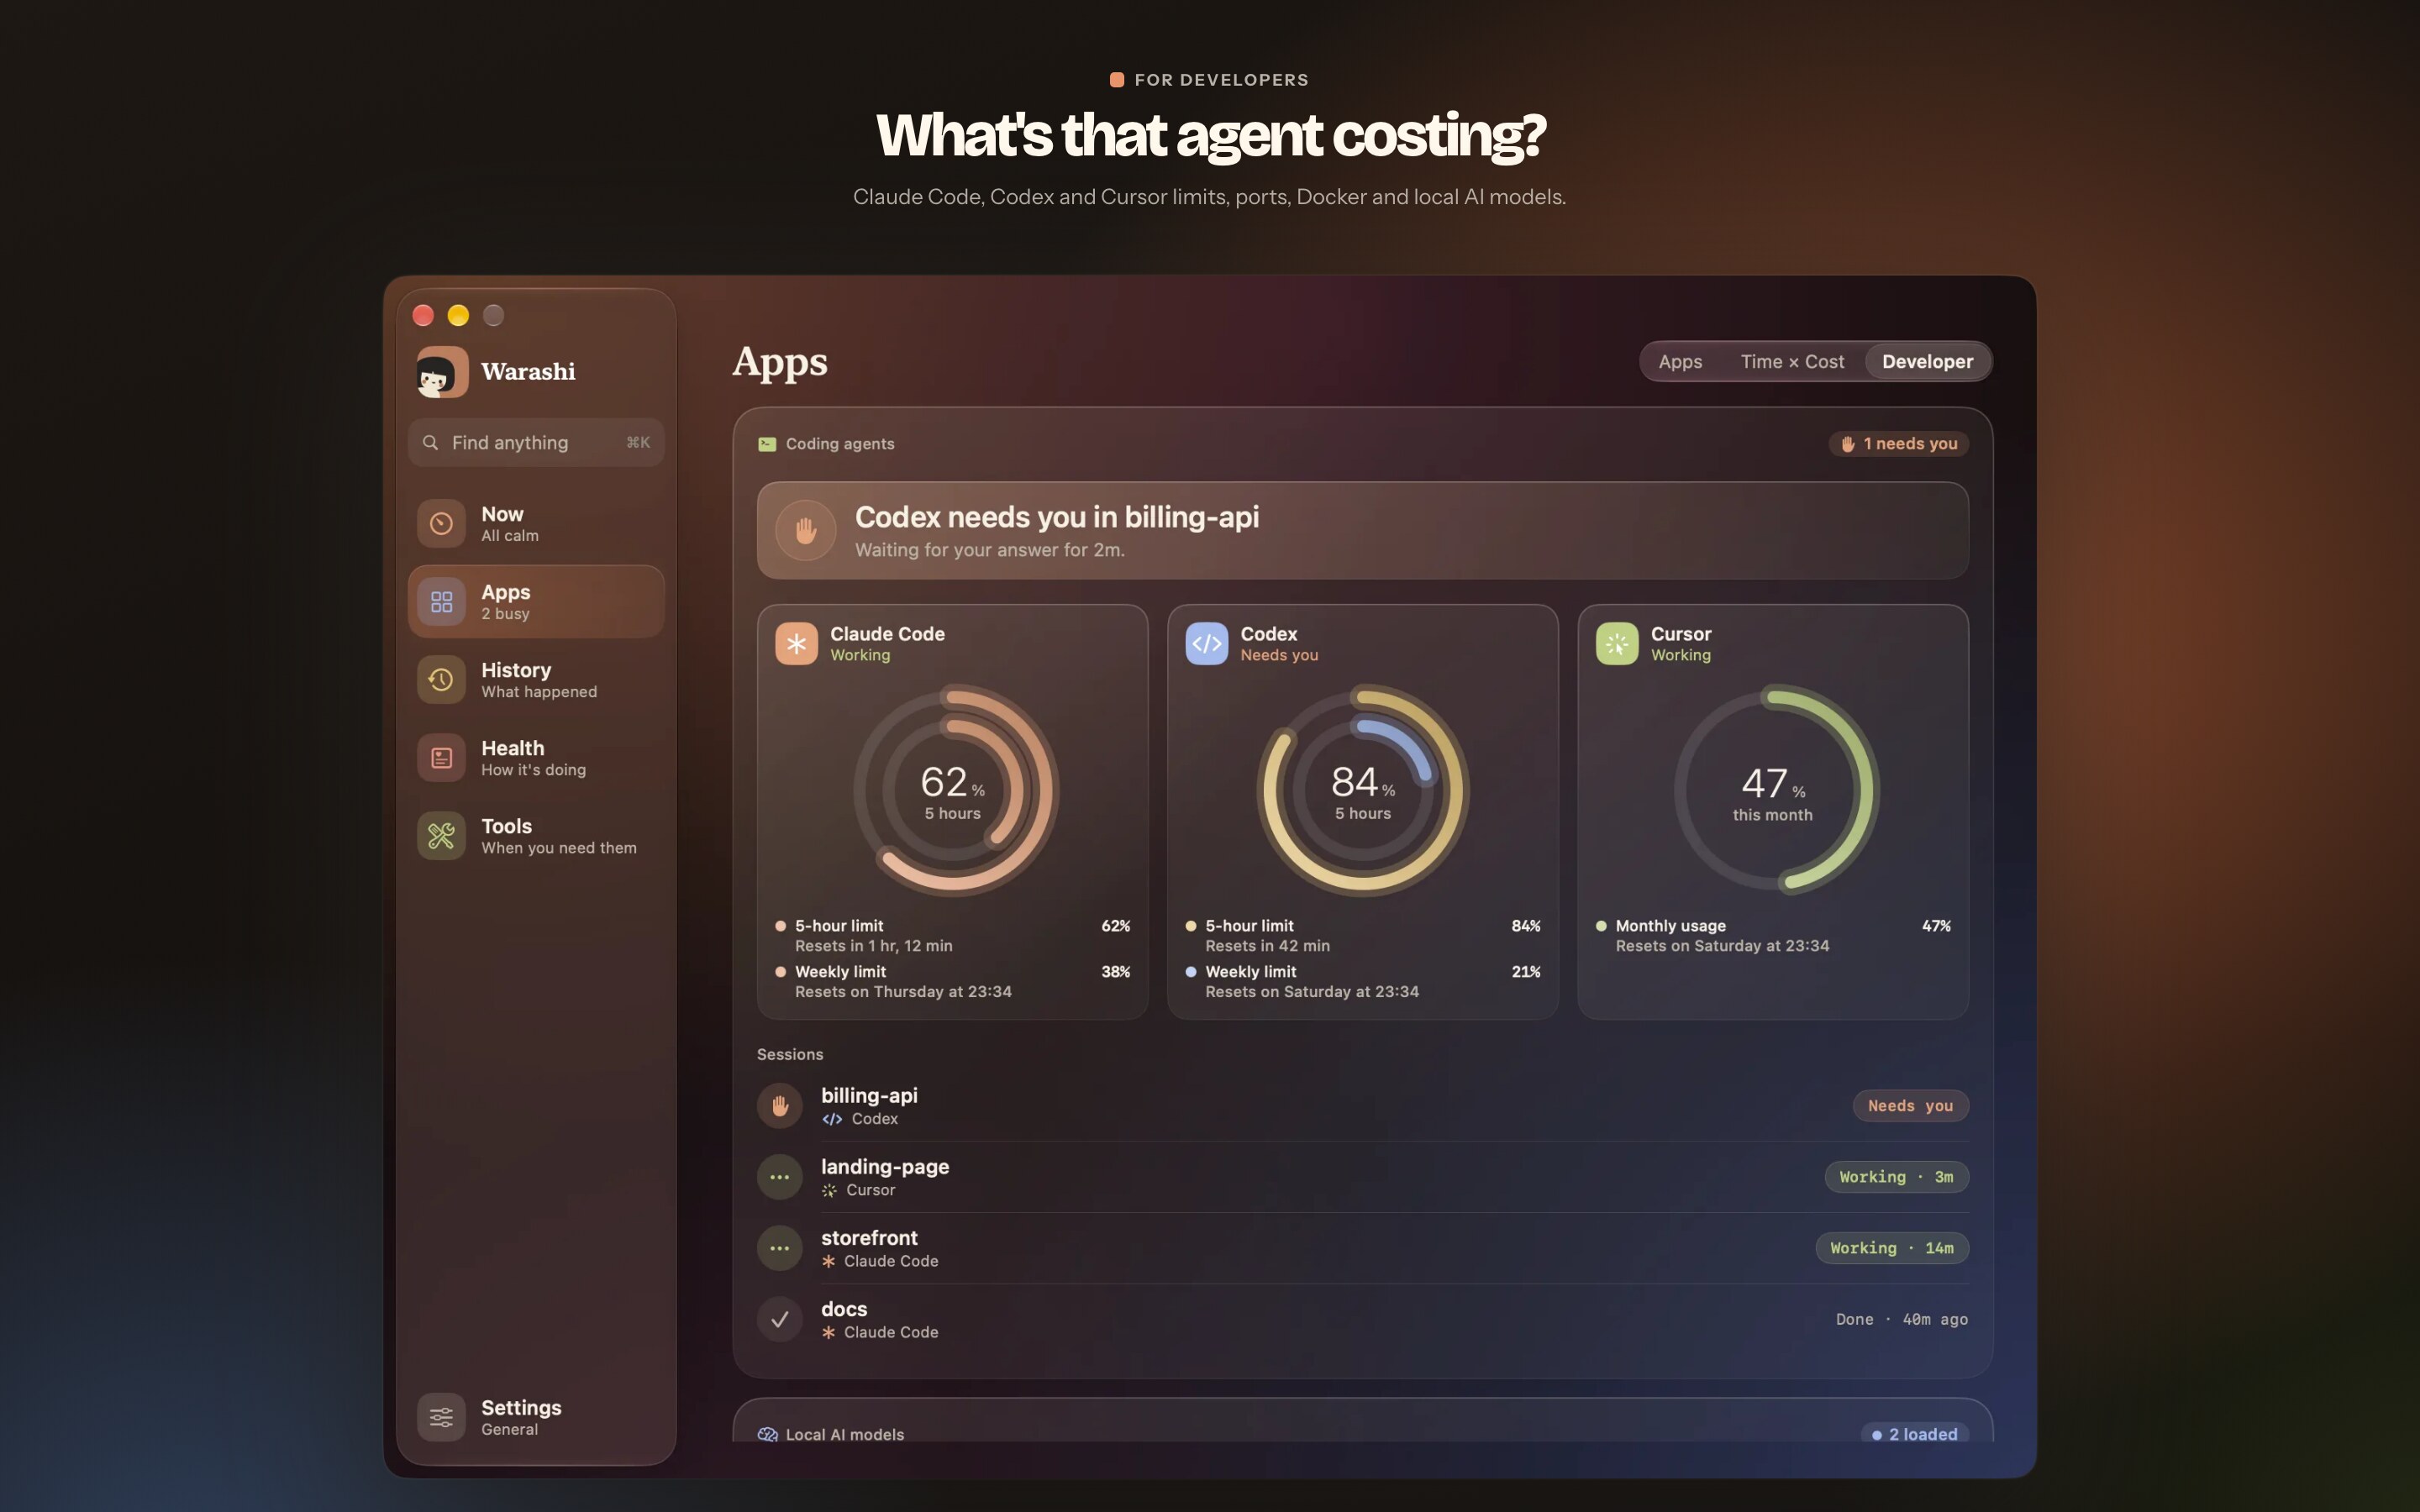 FOR DEVELOPERS
What's that agent costing?
Claude Code, Codex and Cursor limits, ports, Docker and local AI models.
Warashi
Find anything ⌘K
Now
All calm
Apps
2 busy
History
What happened
Health
How it's doing
Tools
When you need them
Settings
General
Apps
Apps Time × Cost Developer
Coding agents
1 needs you
Codex needs you in billing-api
Waiting for your answer for 2m.
Claude Code
Working
62%
5 hours
5-hour limit 62%
Resets in 1 hr, 12 min
Weekly limit 38%
Resets on Thursday at 23:34
Codex
Needs you
84%
5 hours
5-hour limit 84%
Resets in 42 min
Weekly limit 21%
Resets on Saturday at 23:34
Cursor
Working
47%
this month
Monthly usage 47%
Resets on Saturday at 23:34
Sessions
billing-api
Codex
Needs you
landing-page
Cursor
Working · 3m
storefront
Claude Code
Working · 14m
docs
Claude Code
Done · 40m ago
Local AI models
2 loaded